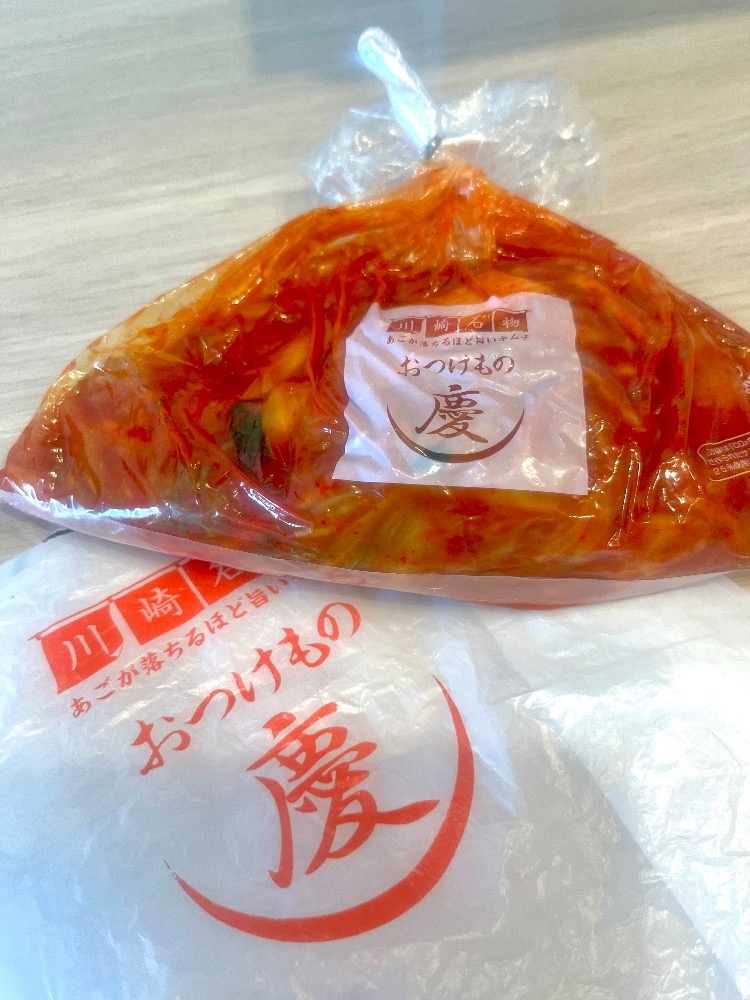 川崎名物
あごが落ちるほど旨いキムチ
おつけもの
慶
川崎名
あごが落ちるほど旨い
おつけもの
慶